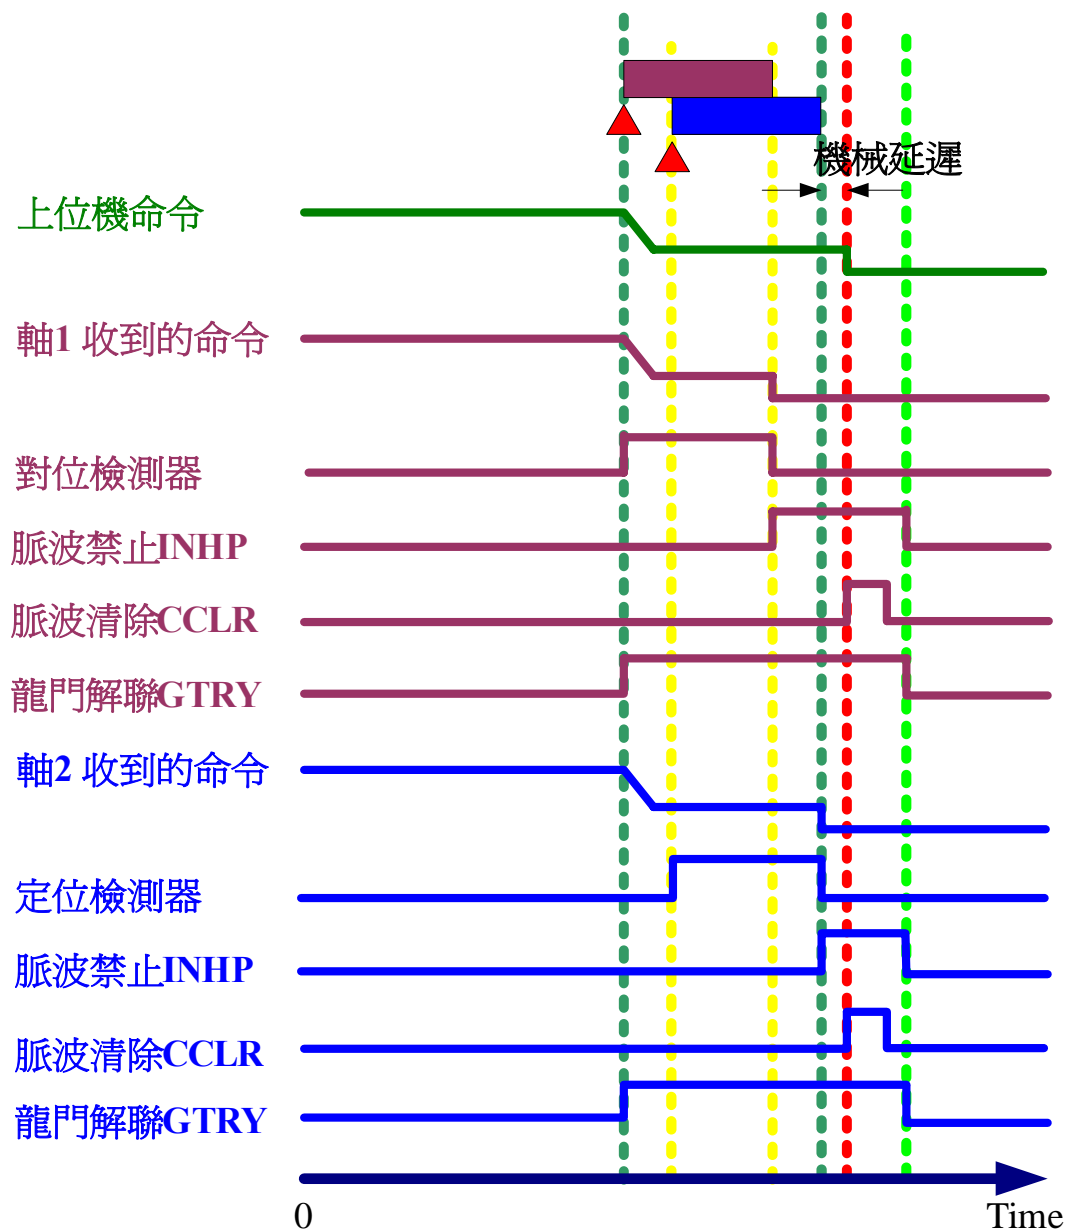 機械延遲
上位機命令
軸1 收到的命令
對位檢測器
脈波禁止INHP
脈波清除CCLR
龍門解聯GTRY
軸2 收到的命令
定位檢測器
脈波禁止INHP
脈波清除CCLR
龍門解聯GTRY
0
Time